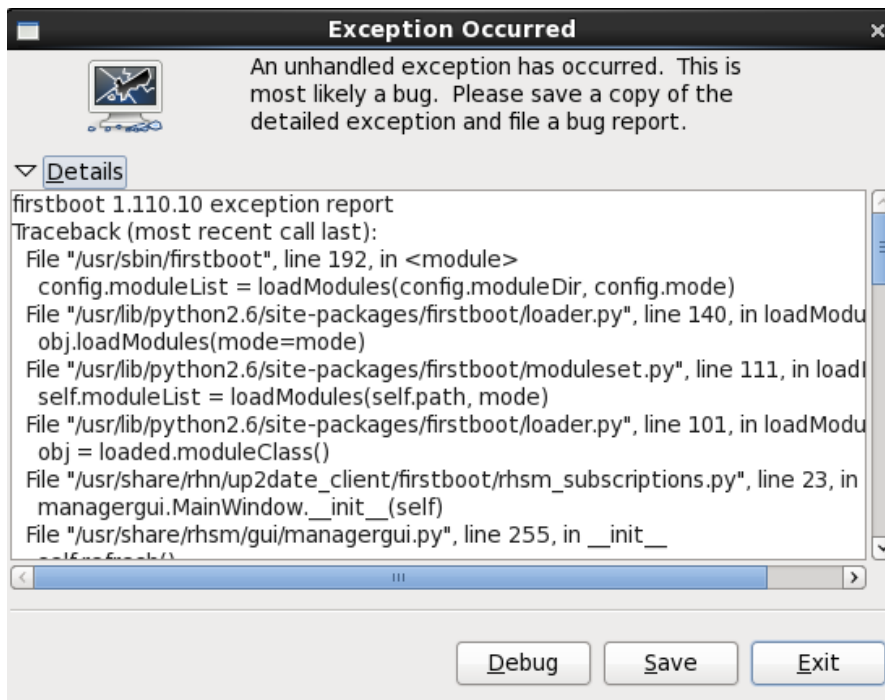 Exception Occurred
An unhandled exception has occurred. This is
most likely a bug. Please save a copy of the
detailed exception and file a bug report.
Details
firstboot 1.110.10 exception report
Traceback (most recent call last):
File "/usr/sbin/firstboot", line 192, in <module>
config.moduleList = loadModules(config.moduleDir, config.mode)
File "/usr/lib/python2.6/site-packages/firstboot/loader.py", line 140, in loadModu
obj.loadModules(mode=mode)
File "/usr/lib/python2.6/site-packages/firstboot/moduleset.py", line 111, in load
self.moduleList = loadModules(self.path, mode)
File "/usr/lib/python2.6/site-packages/firstboot/loader.py", line 101, in loadModu
obj = loaded.moduleClass()
File "/usr/share/rhn/up2date_client/firstboot/rhsm_subscriptions.py", line 23, in
managergui.MainWindow.__init__(self)
File "/usr/share/rhsm/gui/managergui.py", line 255, in __init__
Debug Save Exit